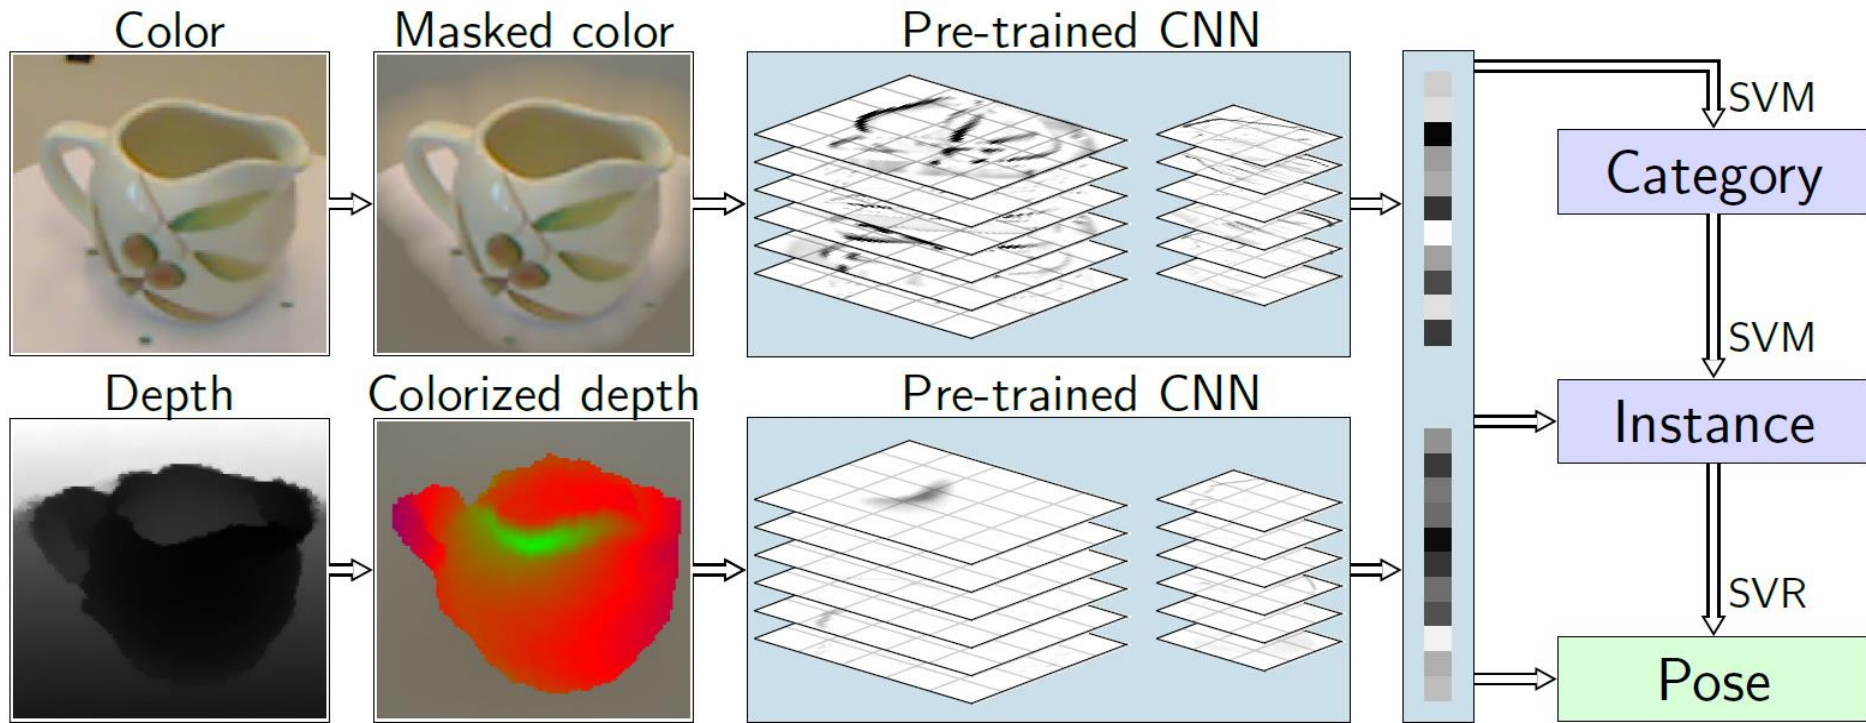 Color
Masked color
Pre-trained CNN
SVM
Category
SVM
Depth
Colorized depth
Pre-trained CNN
Instance
SVR
Pose